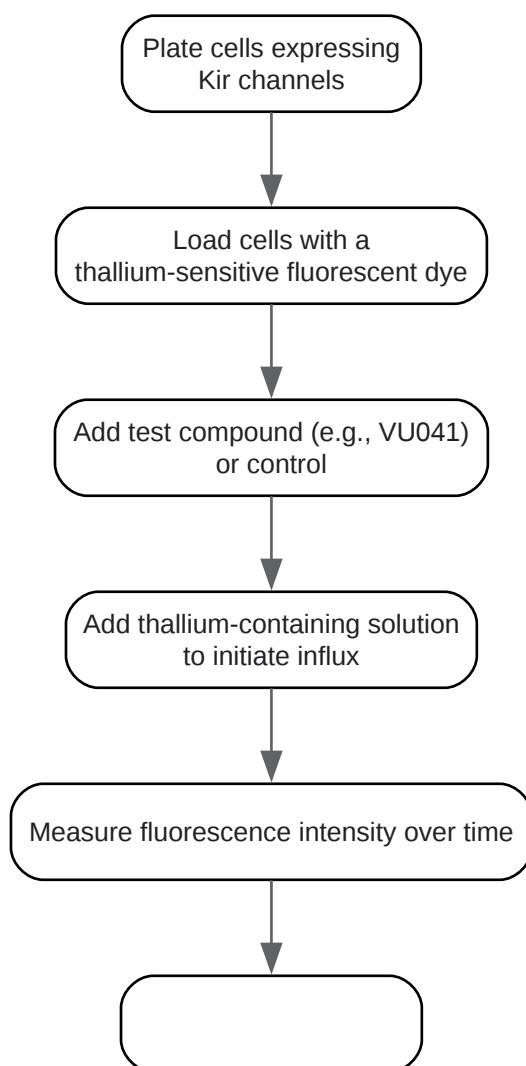 Plate cells expressing
Kir channels
Load cells with a
thallium-sensitive fluorescent dye
Add test compound (e.g., VU041)
or control
Add thallium-containing solution
to initiate influx
Measure fluorescence intensity over time